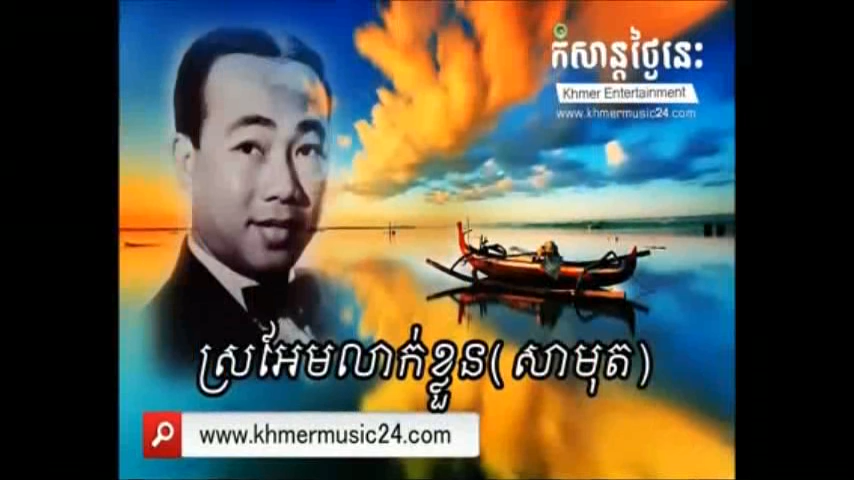 កំសាន្តថ្ងៃនេះ
Khmer Entertainment
www.khmermusic24.com
ស្រអែមលាក់ខ្លួន( សាមុត )
www.khmermusic24.com